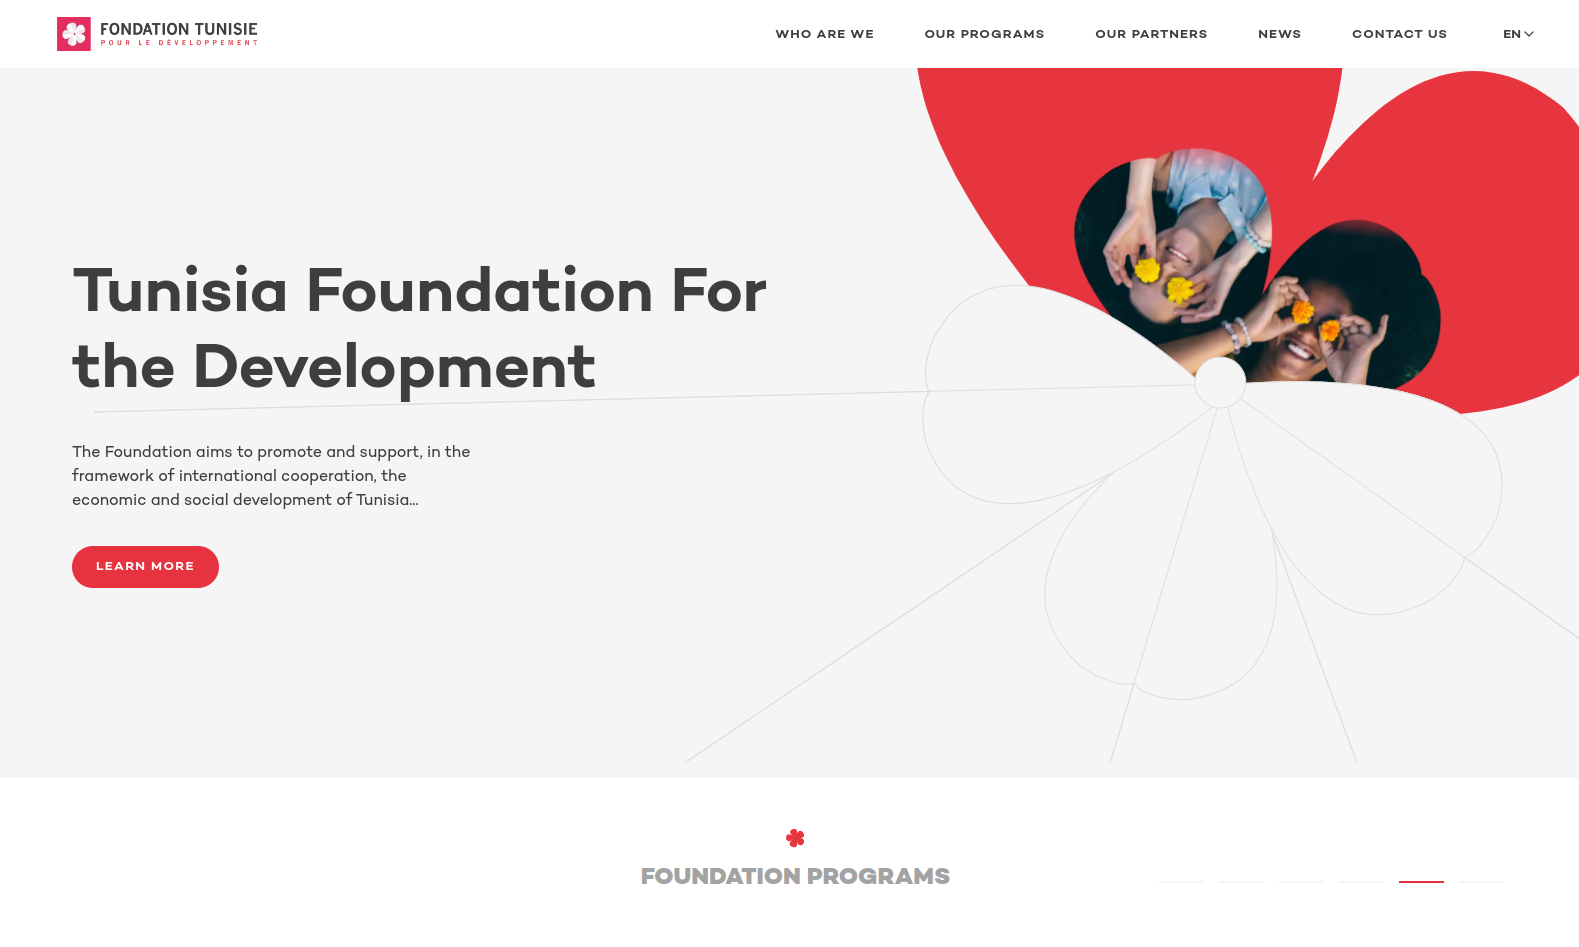 FONDATION TUNISIE
POUR LE DÉVELOPPEMENT
WHO ARE WE
OUR PROGRAMS
OUR PARTNERS
NEWS
CONTACT US
EN
Tunisia Foundation For
the Development
The Foundation aims to promote and support, in the
framework of international cooperation, the
economic and social development of Tunisia...
LEARN MORE
FOUNDATION PROGRAMS